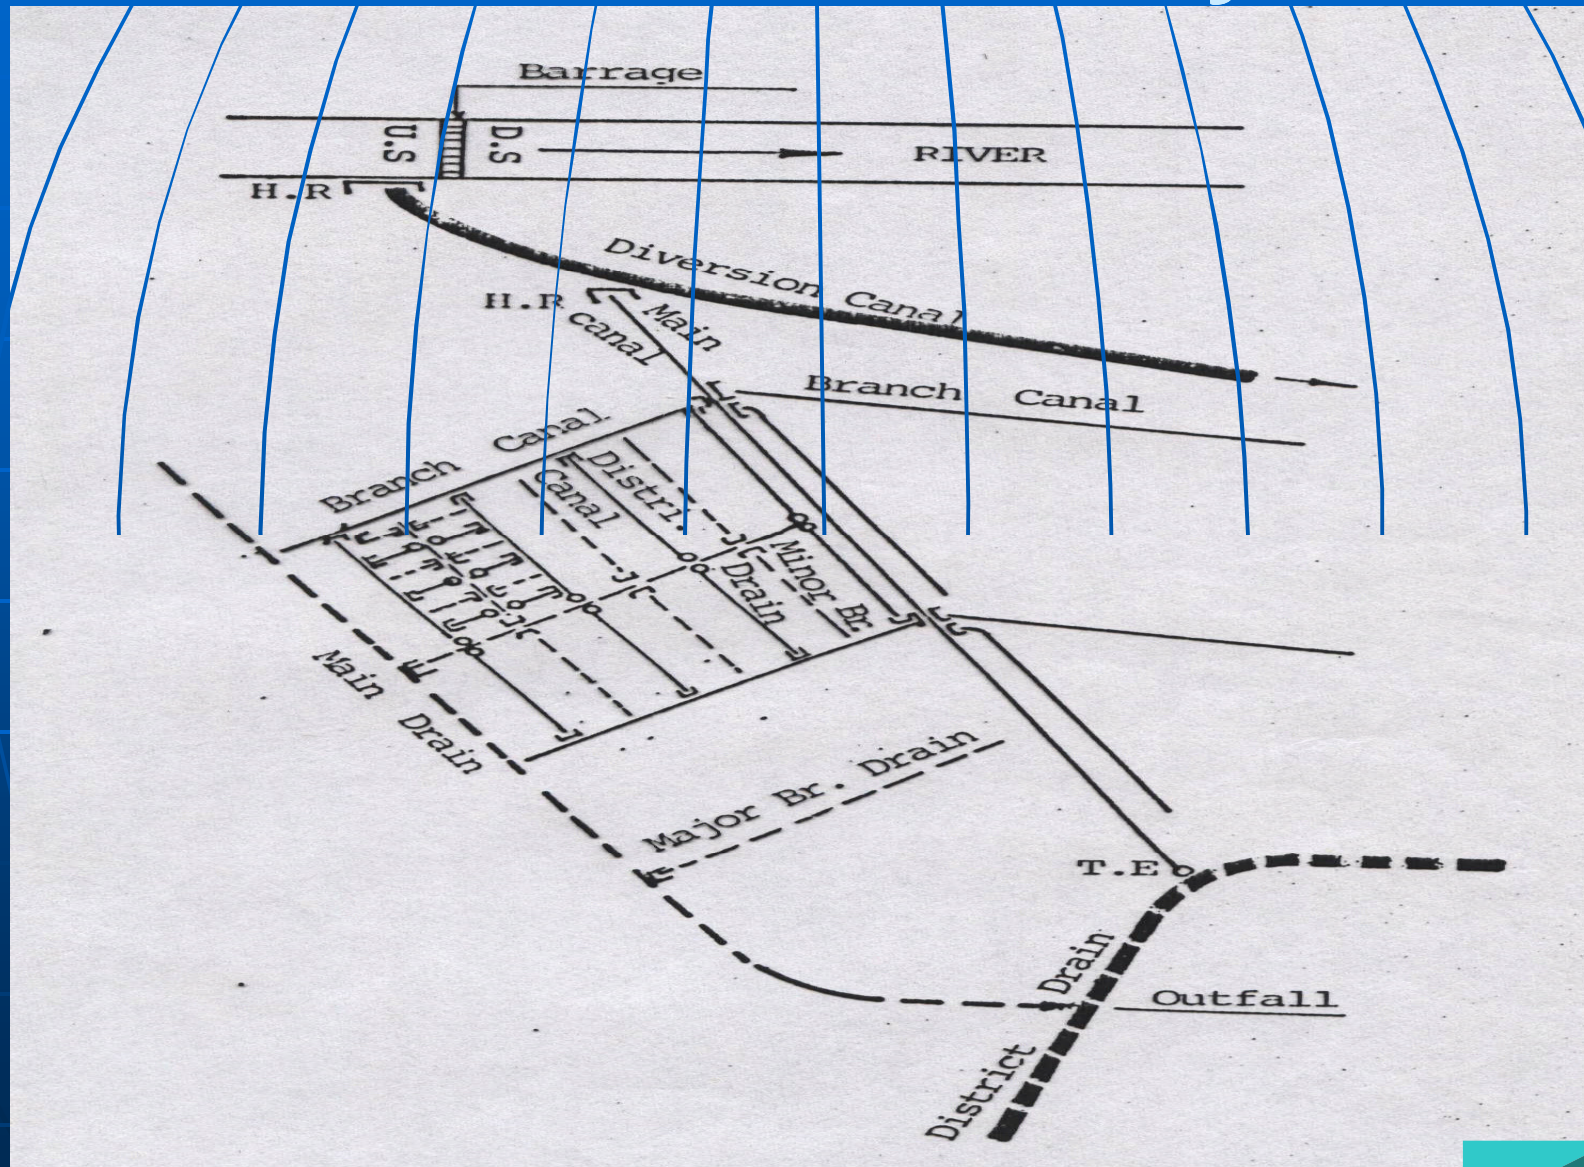 Barrage
U.S
D.S
RIVER
H.R
Diversion Canal
H.R
Main
canal
Branch Canal
Branch Canal
Distri.
Canal
Minor Br.
Drain
Main Drain
Major Br. Drain
T.E
District Drain
Outfall